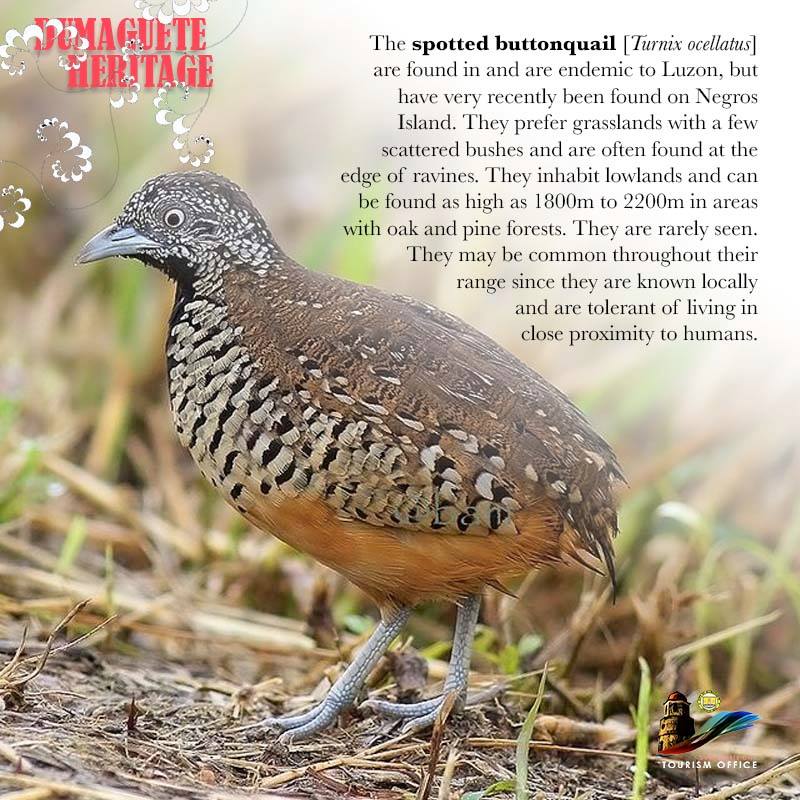 DUMAGUETE
HERITAGE
The spotted buttonquail [Turnix ocellatus]
are found in and are endemic to Luzon, but
have very recently been found on Negros
Island. They prefer grasslands with a few
scattered bushes and are often found at the
edge of ravines. They inhabit lowlands and can
be found as high as 1800m to 2200m in areas
with oak and pine forests. They are rarely seen.
They may be common throughout their
range since they are known locally
and are tolerant of living in
close proximity to humans.
TOURISM OFFICE